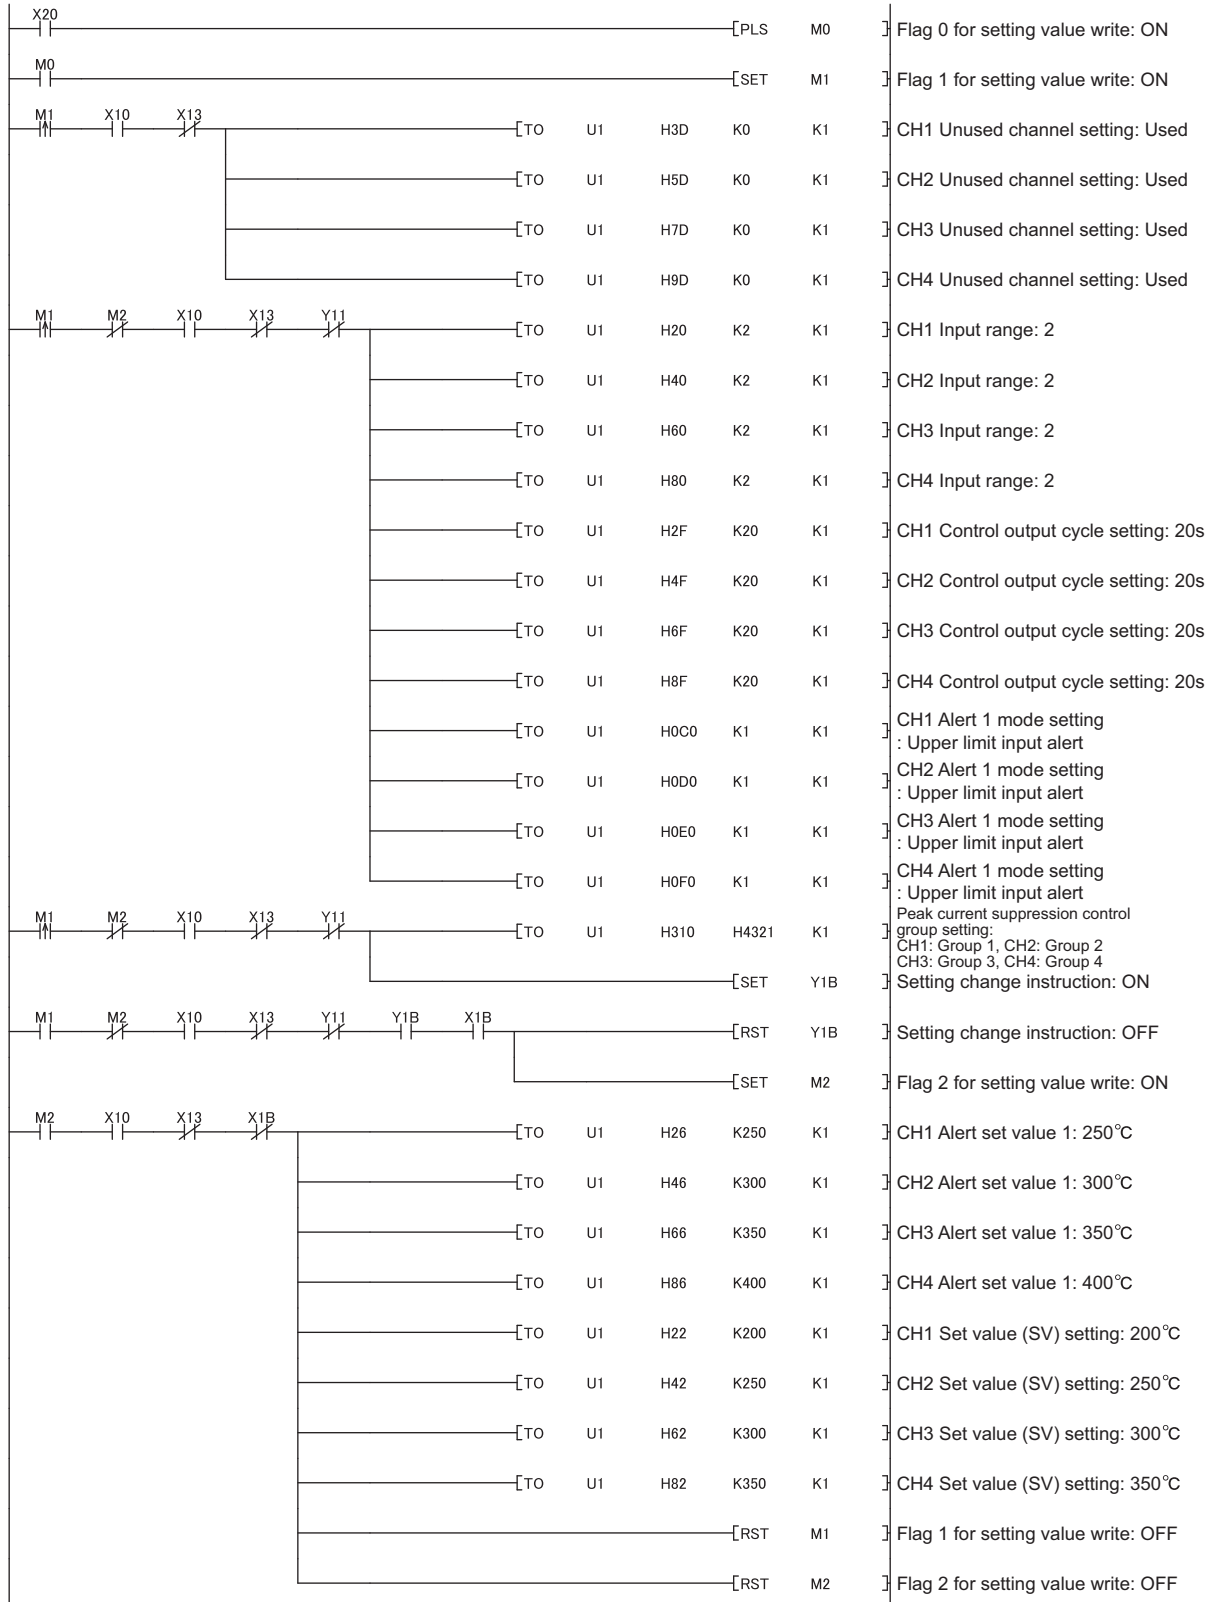 X20
[PLS M0 ] Flag 0 for setting value write: ON
M0
[SET M1 ] Flag 1 for setting value write: ON
M1 X10 X13
[TO U1 H3D K0 K1 ] CH1 Unused channel setting: Used
[TO U1 H5D K0 K1 ] CH2 Unused channel setting: Used
[TO U1 H7D K0 K1 ] CH3 Unused channel setting: Used
[TO U1 H9D K0 K1 ] CH4 Unused channel setting: Used
M1 M2 X10 X13 Y11
[TO U1 H20 K2 K1 ] CH1 Input range: 2
[TO U1 H40 K2 K1 ] CH2 Input range: 2
[TO U1 H60 K2 K1 ] CH3 Input range: 2
[TO U1 H80 K2 K1 ] CH4 Input range: 2
[TO U1 H2F K20 K1 ] CH1 Control output cycle setting: 20s
[TO U1 H4F K20 K1 ] CH2 Control output cycle setting: 20s
[TO U1 H6F K20 K1 ] CH3 Control output cycle setting: 20s
[TO U1 H8F K20 K1 ] CH4 Control output cycle setting: 20s
[TO U1 H0C0 K1 K1 ] CH1 Alert 1 mode setting
: Upper limit input alert
[TO U1 H0D0 K1 K1 ] CH2 Alert 1 mode setting
: Upper limit input alert
[TO U1 H0E0 K1 K1 ] CH3 Alert 1 mode setting
: Upper limit input alert
[TO U1 H0F0 K1 K1 ] CH4 Alert 1 mode setting
: Upper limit input alert
M1 M2 X10 X13 Y11
[TO U1 H310 H4321 K1 ] Peak current suppression control
group setting:
CH1: Group 1, CH2: Group 2
CH3: Group 3, CH4: Group 4
[SET Y1B ] Setting change instruction: ON
M1 M2 X10 X13 Y11 Y1B X1B
[RST Y1B ] Setting change instruction: OFF
[SET M2 ] Flag 2 for setting value write: ON
M2 X10 X13 X1B
[TO U1 H26 K250 K1 ] CH1 Alert set value 1: 250℃
[TO U1 H46 K300 K1 ] CH2 Alert set value 1: 300℃
[TO U1 H66 K350 K1 ] CH3 Alert set value 1: 350℃
[TO U1 H86 K400 K1 ] CH4 Alert set value 1: 400℃
[TO U1 H22 K200 K1 ] CH1 Set value (SV) setting: 200℃
[TO U1 H42 K250 K1 ] CH2 Set value (SV) setting: 250℃
[TO U1 H62 K300 K1 ] CH3 Set value (SV) setting: 300℃
[TO U1 H82 K350 K1 ] CH4 Set value (SV) setting: 350℃
[RST M1 ] Flag 1 for setting value write: OFF
[RST M2 ] Flag 2 for setting value write: OFF